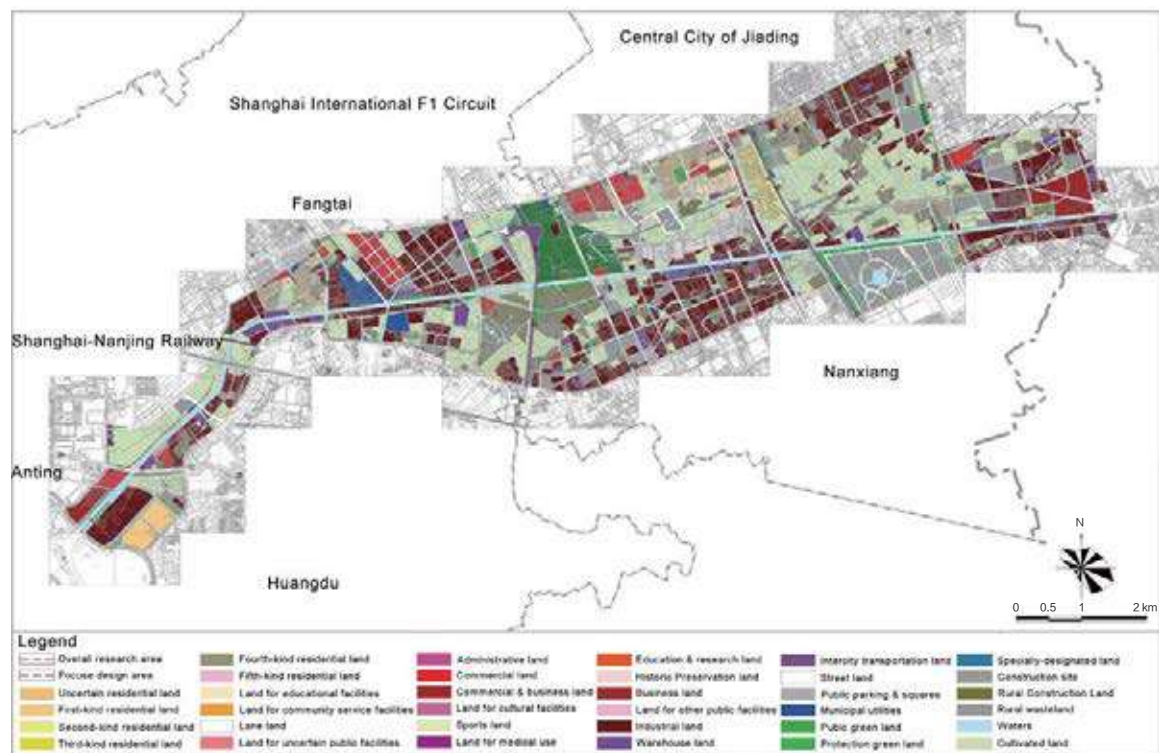 Central City of Jiading
Shanghai International F1 Circuit
Fangtai
Shanghai-Nanjing Railway
Nanxiang
Anting
Huangdu
N
0 0.5 1 2 km
Legend
Overall research area
Focuse design area
Uncertain residential land
First-kind residential land
Second-kind residential land
Third-kind residential land
Fourth-kind residential land
Fifth-kind residential land
Land for educational facilities
Land for community service facilities
Lane land
Land for uncertain public facilities
Administrative land
Commercial land
Commercial & business land
Land for cultural facilities
Sports land
Land for medical use
Education & research land
Historic Preservation land
Business land
Land for other public facilities
Industrial land
Warehouse land
Intercity transportation land
Street land
Public parking & squares
Municipal utilities
Pubic green land
Protection green land
Specially-designated land
Construction site
Rural Construction Land
Rural wasteland
Waters
Cultivated land